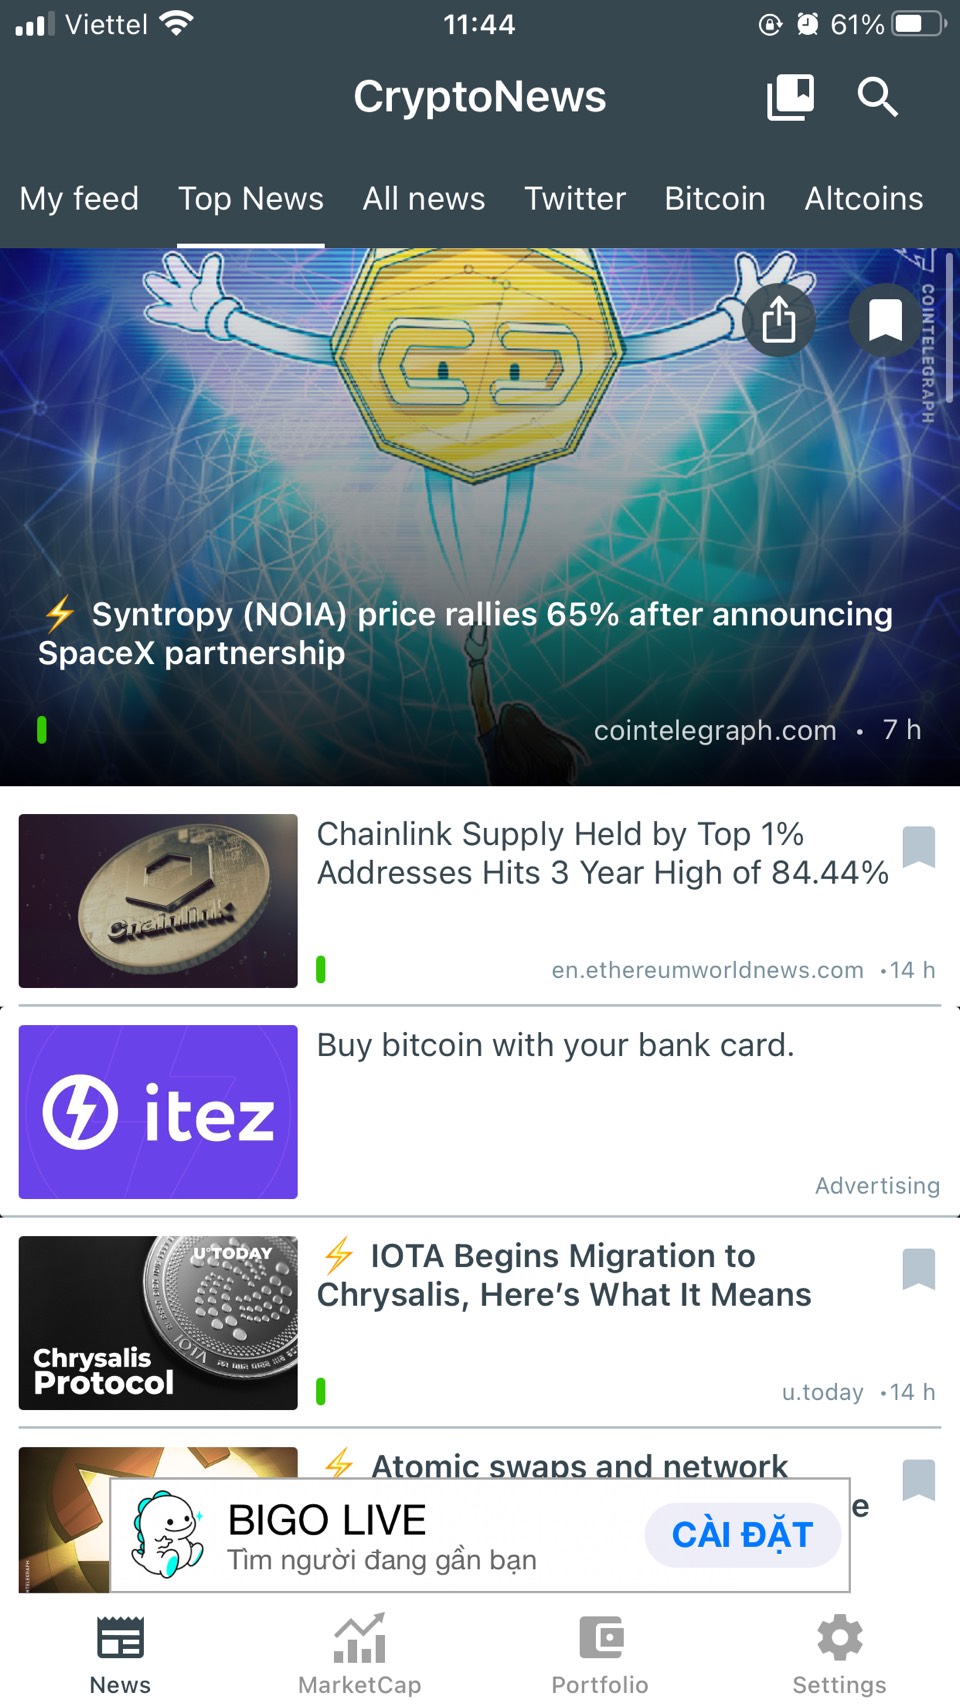 Viettel
11:44
61%
CryptoNews
My feed
Top News
All news
Twitter
Bitcoin
Altcoins
COINTELEGRAPH
⚡ Syntropy (NOIA) price rallies 65% after announcing
SpaceX partnership
cointelegraph.com • 7 h
Chainlink
Chainlink Supply Held by Top 1%
Addresses Hits 3 Year High of 84.44%
en.ethereumworldnews.com •14 h
itez
Buy bitcoin with your bank card.
Advertising
U°TODAY
Chrysalis
Protocol
⚡ IOTA Begins Migration to
Chrysalis, Here's What It Means
u.today •14 h
⚡ Atomic swaps and network
BIGO LIVE
Tìm người đang gần bạn
CÀI ĐẶT
News
MarketCap
Portfolio
Settings